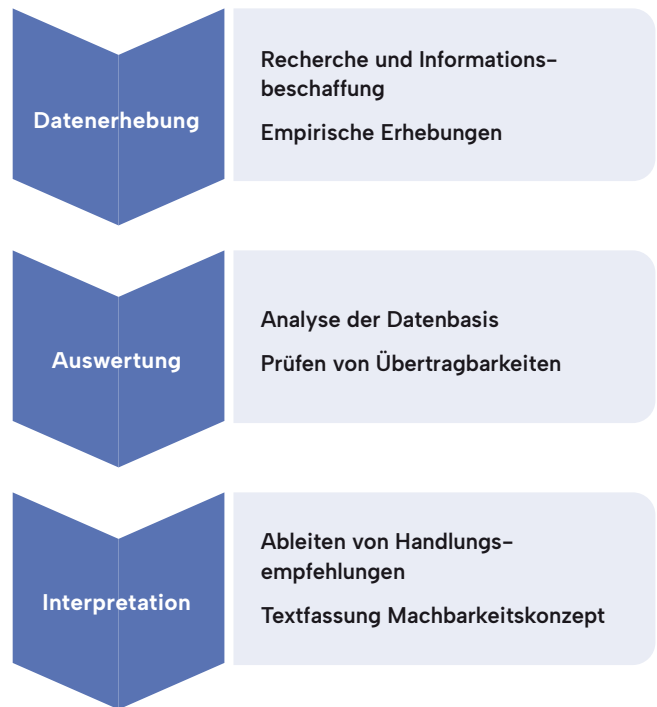 Datenerhebung
Recherche und Informations-
beschaffung
Empirische Erhebungen
Auswertung
Analyse der Datenbasis
Prüfen von Übertragbarkeiten
Interpretation
Ableiten von Handlungs-
empfehlungen
Textfassung Machbarkeitskonzept